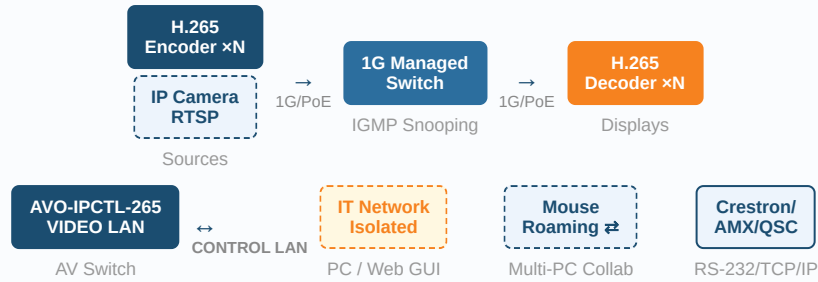 H.265
Encoder ×N
IP Camera
RTSP
Sources
→
1G/PoE
1G Managed
Switch
IGMP Snooping
→
1G/PoE
H.265
Decoder ×N
Displays
AVO-IPCTL-265
VIDEO LAN
AV Switch
↔
CONTROL LAN
IT Network
Isolated
PC / Web GUI
Mouse
Roaming ⇄
Multi-PC Collab
Crestron/
AMX/QSC
RS-232/TCP/IP